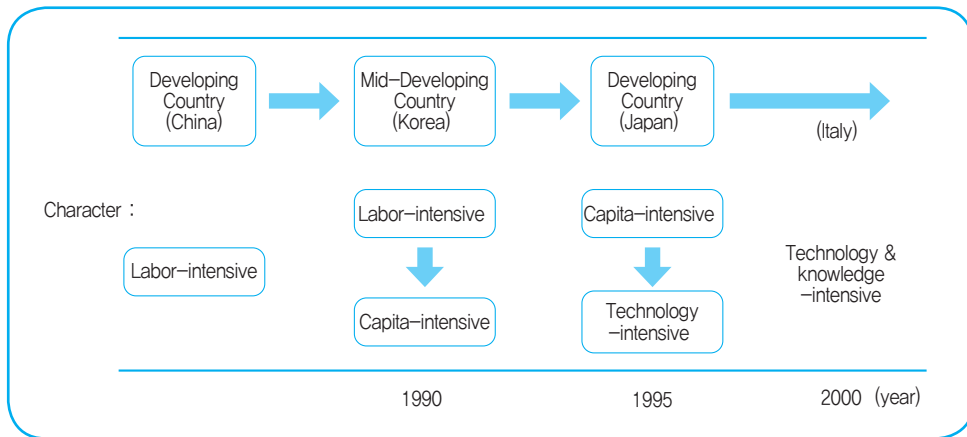 Developing
Country
(China)
Mid-Developing
Country
(Korea)
Developing
Country
(Japan)
(Italy)
Character :
Labor-intensive
Labor-intensive
Capita-intensive
Capita-intensive
Technology
-intensive
Technology &
knowledge
-intensive
1990
1995
2000 (year)